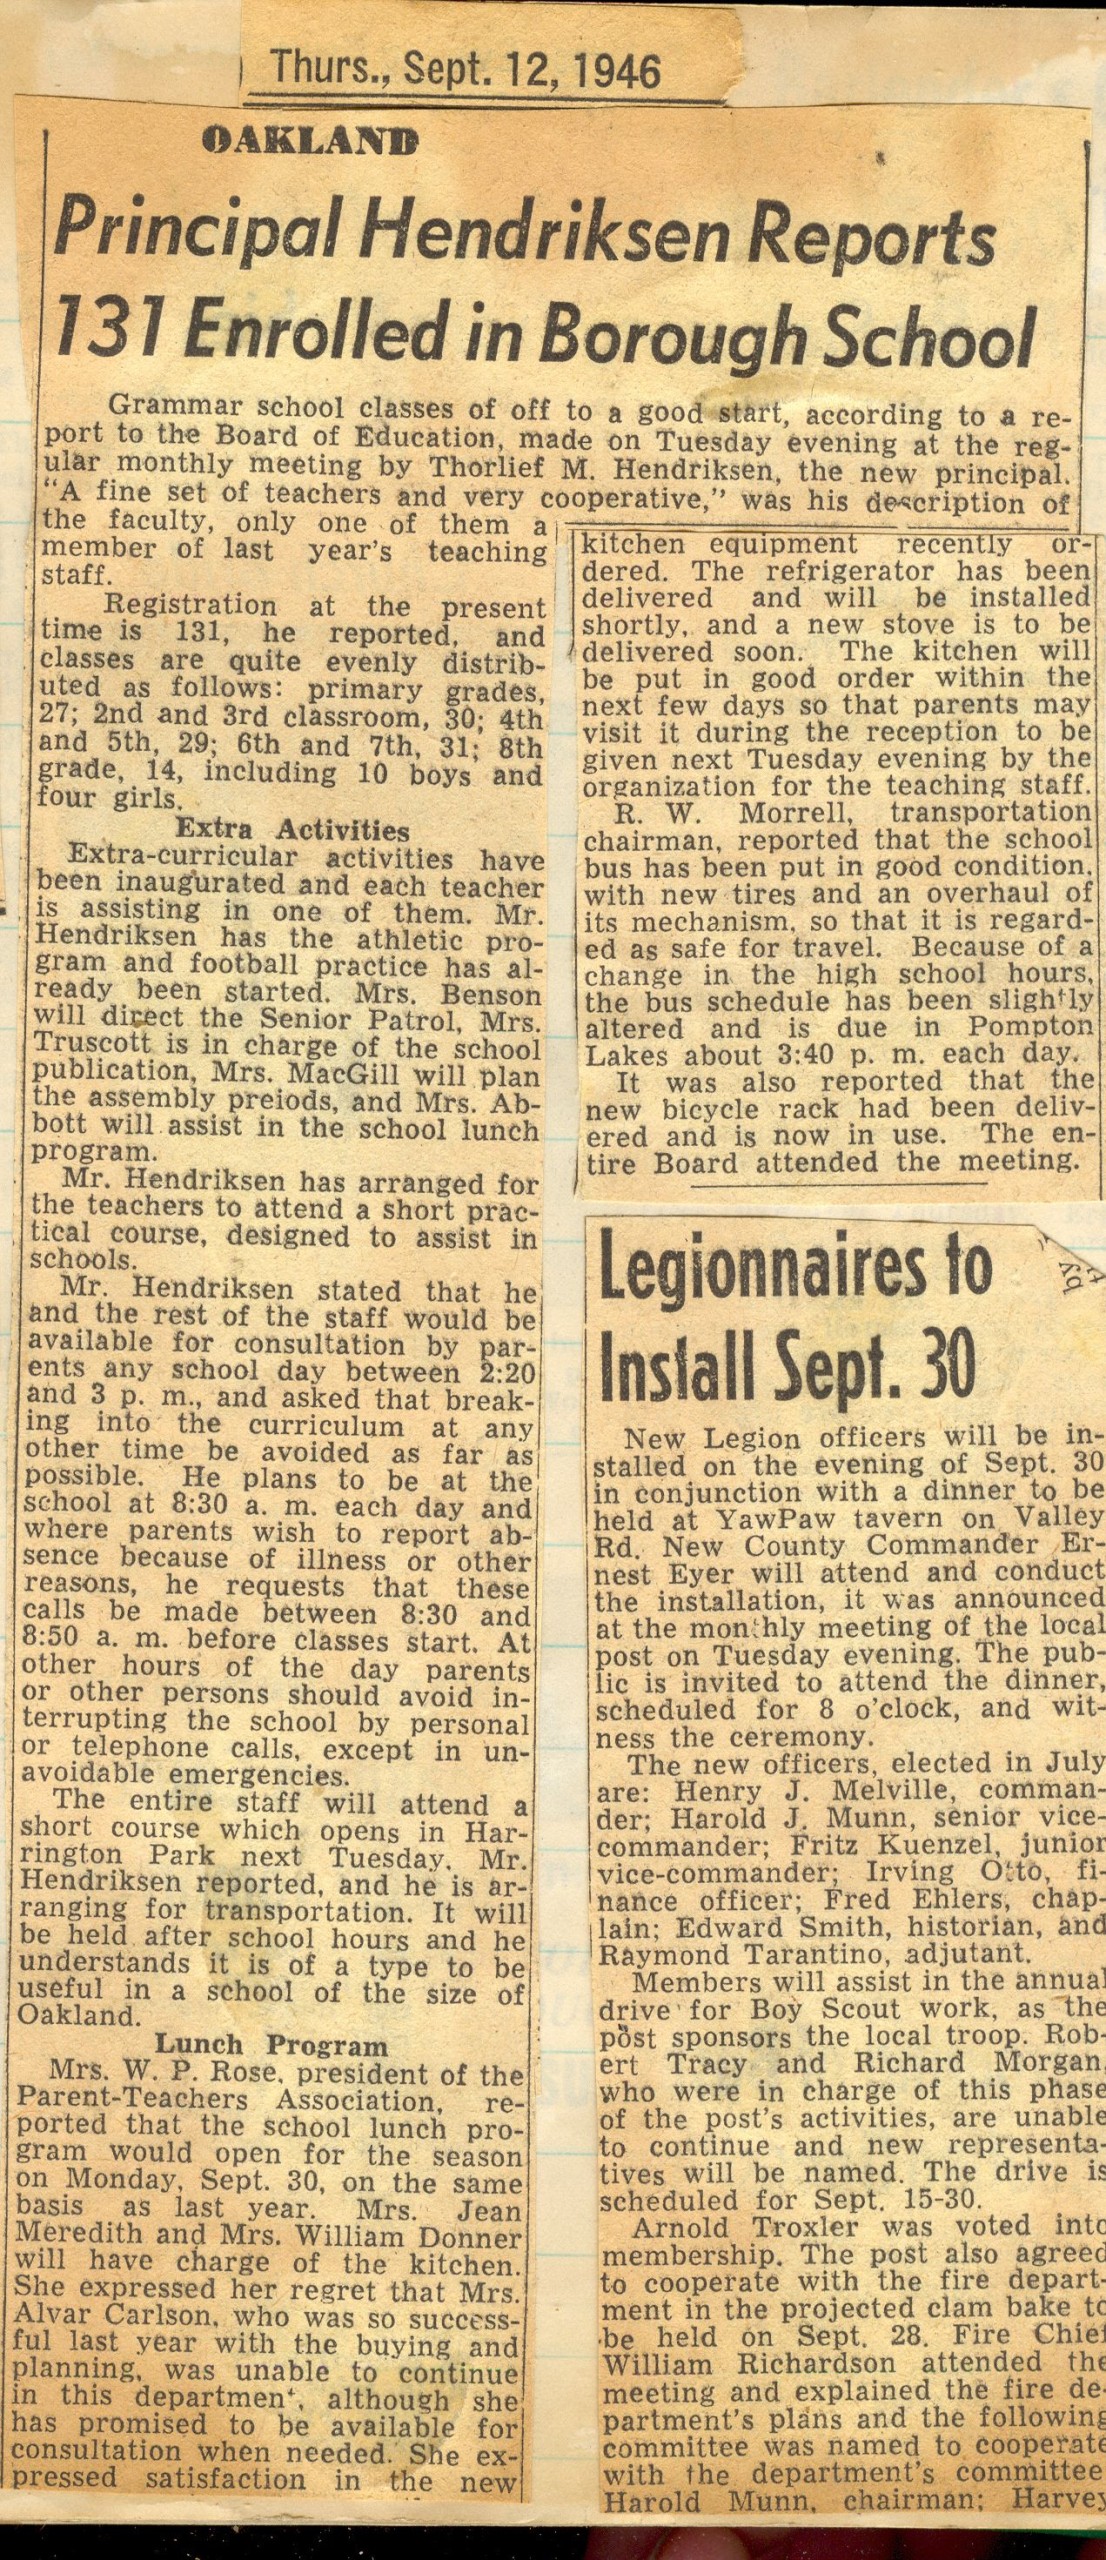 Thurs., Sept. 12, 1946
OAKLAND
Principal Hendriksen Reports
131 Enrolled in Borough School
Grammar school classes of off to a good start, according to a re-
port to the Board of Education, made on Tuesday evening at the reg-
ular monthly meeting by Thorlief M. Hendriksen, the new principal.
“A fine set of teachers and very cooperative,” was his description of
the faculty, only one of them a
member of last year's teaching
staff.
Registration at the present
time is 131, he reported, and
classes are quite evenly distrib-
uted as follows: primary grades,
27; 2nd and 3rd classroom, 30; 4th
and 5th, 29; 6th and 7th, 31; 8th
grade, 14, including 10 boys and
four girls.
Extra Activities
Extra-curricular activities have
been inaugurated and each teacher
is assisting in one of them. Mr.
Hendriksen has the athletic pro-
gram and football practice has al-
ready been started. Mrs. Benson
will direct the Senior Patrol, Mrs.
Truscott is in charge of the school
publication, Mrs. MacGill will plan
the assembly preiods, and Mrs. Ab-
bott will assist in the school lunch
program.
Mr. Hendriksen has arranged for
the teachers to attend a short prac-
tical course, designed to assist in
schools.
Mr. Hendriksen stated that he
and the rest of the staff would be
available for consultation by par-
ents any school day between 2:20
and 3 p. m., and asked that break-
ing into the curriculum at any
other time be avoided as far as
possible. He plans to be at the
school at 8:30 a. m. each day and
where parents wish to report ab-
sence because of illness or other
reasons, he requests that these
calls be made between 8:30 and
8:50 a. m. before classes start. At
other hours of the day parents
or other persons should avoid in-
terrupting the school by personal
or telephone calls, except in un-
avoidable emergencies.
The entire staff will attend a
short course which opens in Har-
rington Park next Tuesday, Mr.
Hendriksen reported, and he is ar-
ranging for transportation. It will
be held after school hours and he
understands it is of a type to be
useful in a school of the size of
Oakland.
Lunch Program
Mrs. W. P. Rose, president of the
Parent-Teachers Association, re-
ported that the school lunch pro-
gram would open for the season
on Monday, Sept. 30, on the same
basis as last year. Mrs. Jean
Meredith and Mrs. William Donner
will have charge of the kitchen.
She expressed her regret that Mrs.
Alvar Carlson, who was so success-
ful last year with the buying and
planning, was unable to continue
in this department, although she
has promised to be available for
consultation when needed. She ex-
pressed satisfaction in the new
kitchen equipment recently or-
dered. The refrigerator has been
delivered and will be installed
shortly, and a new stove is to be
delivered soon. The kitchen will
be put in good order within the
next few days so that parents may
visit it during the reception to be
given next Tuesday evening by the
organization for the teaching staff.
R. W. Morrell, transportation
chairman, reported that the school
bus has been put in good condition,
with new tires and an overhaul of
its mechanism, so that it is regard-
ed as safe for travel. Because of a
change in the high school hours,
the bus schedule has been slightly
altered and is due in Pompton
Lakes about 3:40 p. m. each day.
It was also reported that the
new bicycle rack had been deliv-
ered and is now in use. The en-
tire Board attended the meeting.
Legionnaires to
Install Sept. 30
New Legion officers will be in-
stalled on the evening of Sept. 30
in conjunction with a dinner to be
held at YawPaw tavern on Valley
Rd. New County Commander Er-
nest Eyer will attend and conduct
the installation, it was announced
at the monthly meeting of the local
post on Tuesday evening. The pub-
lic is invited to attend the dinner,
scheduled for 8 o'clock, and wit-
ness the ceremony.
The new officers, elected in July
are: Henry J. Melville, comman-
der; Harold J. Munn, senior vice-
commander; Fritz Kuenzel, junior
vice-commander; Irving Otto, fi-
nance officer; Fred Ehlers, chap-
lain; Edward Smith, historian, and
Raymond Tarantino, adjutant.
Members will assist in the annual
drive for Boy Scout work, as the
post sponsors the local troop. Rob-
ert Tracy and Richard Morgan,
who were in charge of this phase
of the post's activities, are unable
to continue and new representa-
tives will be named. The drive is
scheduled for Sept. 15-30.
Arnold Troxler was voted into
membership. The post also agreed
to cooperate with the fire depart-
ment in the projected clam bake to
be held on Sept. 28. Fire Chief
William Richardson attended the
meeting and explained the fire de-
partment's plans and the following
committee was named to cooperate
with the department's committee
Harold Munn, chairman; Harvey